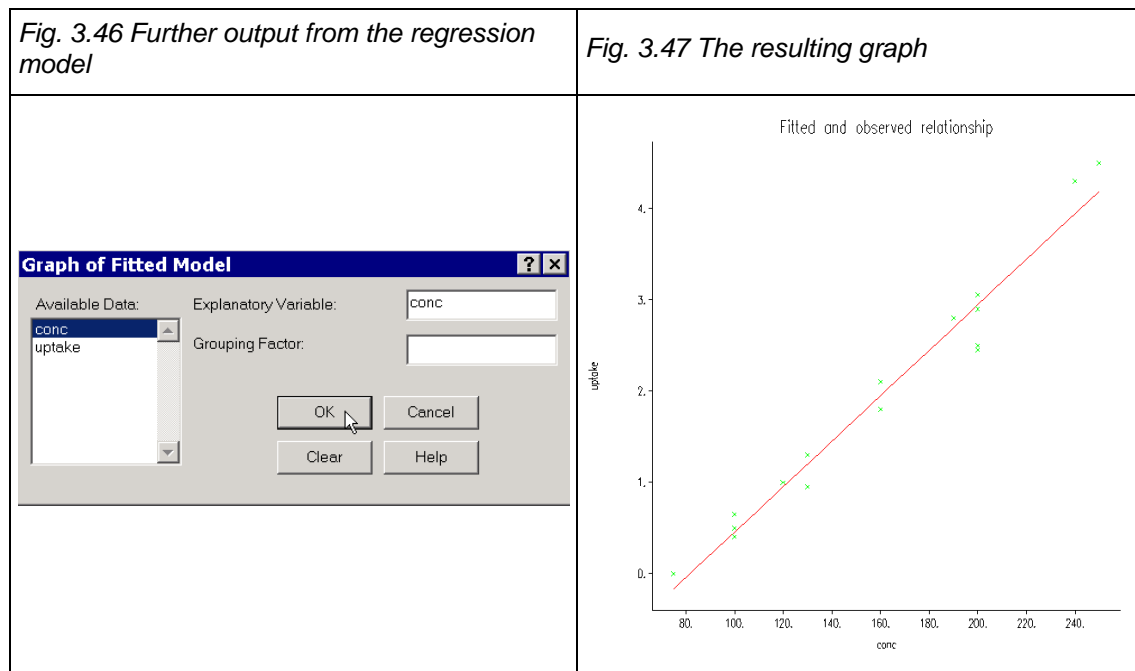 Fig. 3.46 Further output from the regression
model
Fig. 3.47 The resulting graph
Graph of Fitted Model
Available Data:
conc
uptake
Explanatory Variable:
conc
Grouping Factor:
OK
Cancel
Clear
Help
Fitted and observed relationship
uptake
4.
3.
2.
1.
0.
80. 100. 120. 140. 160. 180. 200. 220. 240.
conc